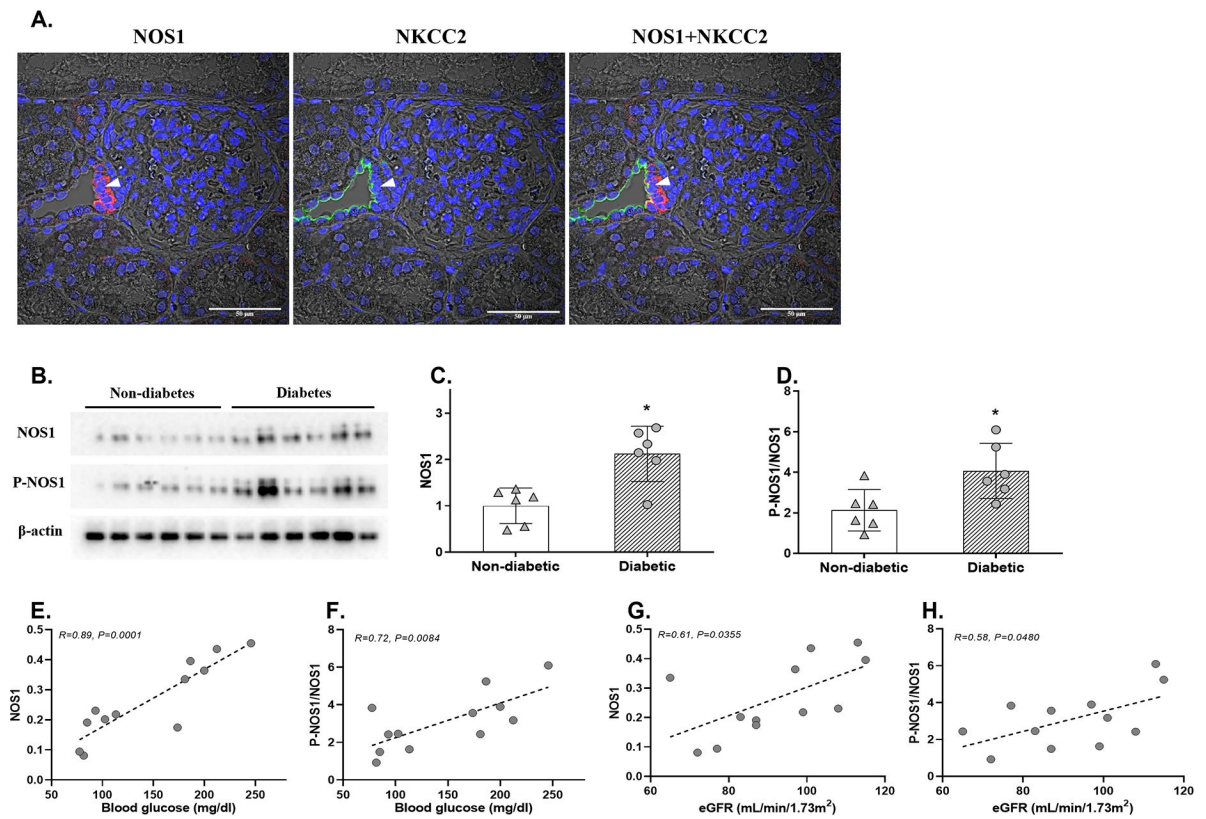 A.
NOS1 NKCC2 NOS1+NKCC2
50 µm 50 µm 50 µm
B.
Non-diabetes Diabetes
NOS1
P-NOS1
β-actin
C.
NOS1
3
2
1
0
*
Non-diabetic Diabetic
D.
P-NOS1/NOS1
8
6
4
2
0
*
Non-diabetic Diabetic
E.
R=0.89, P=0.0001
NOS1
0.5
0.4
0.3
0.2
0.1
0.0
50 100 150 200 250
Blood glucose (mg/dl)
F.
R=0.72, P=0.0084
P-NOS1/NOS1
8
6
4
2
0
50 100 150 200 250
Blood glucose (mg/dl)
G.
R=0.61, P=0.0355
NOS1
0.5
0.4
0.3
0.2
0.1
0.0
60 80 100 120
eGFR (mL/min/1.73m²)
H.
R=0.58, P=0.0480
P-NOS1/NOS1
8
6
4
2
0
60 80 100 120
eGFR (mL/min/1.73m²)